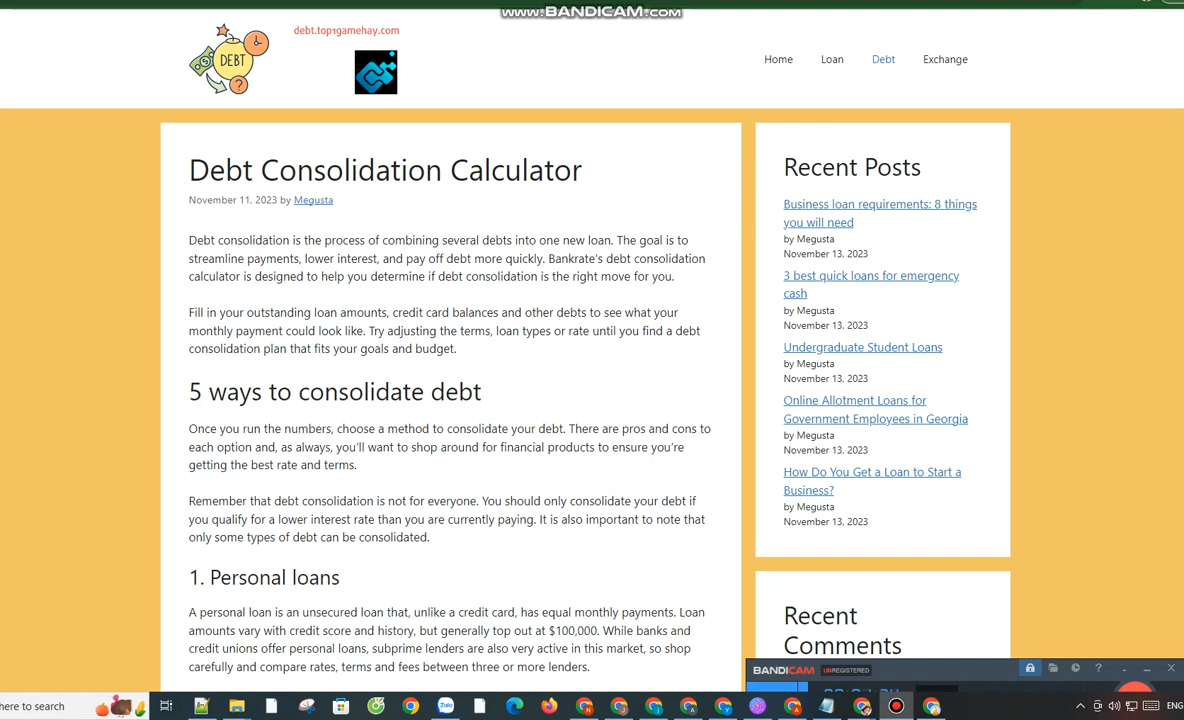 www.BANDICAM.com
debt.top1gamehay.com
DEBT
Home Loan Debt Exchange
Debt Consolidation Calculator
November 11, 2023 by Megusta
Debt consolidation is the process of combining several debts into one new loan. The goal is to
streamline payments, lower interest, and pay off debt more quickly. Bankrate's debt consolidation
calculator is designed to help you determine if debt consolidation is the right move for you.
Fill in your outstanding loan amounts, credit card balances and other debts to see what your
monthly payment could look like. Try adjusting the terms, loan types or rate until you find a debt
consolidation plan that fits your goals and budget.
5 ways to consolidate debt
Once you run the numbers, choose a method to consolidate your debt. There are pros and cons to
each option and, as always, you'll want to shop around for financial products to ensure you're
getting the best rate and terms.
Remember that debt consolidation is not for everyone. You should only consolidate your debt if
you qualify for a lower interest rate than you are currently paying. It is also important to note that
only some types of debt can be consolidated.
1. Personal loans
A personal loan is an unsecured loan that, unlike a credit card, has equal monthly payments. Loan
amounts vary with credit score and history, but generally top out at $100,000. While banks and
credit unions offer personal loans, subprime lenders are also very active in this market, so shop
carefully and compare rates, terms and fees between three or more lenders.
Recent Posts
Business loan requirements: 8 things
you will need
by Megusta
November 13, 2023
3 best quick loans for emergency
cash
by Megusta
November 13, 2023
Undergraduate Student Loans
by Megusta
November 13, 2023
Online Allotment Loans for
Government Employees in Georgia
by Megusta
November 13, 2023
How Do You Get a Loan to Start a
Business?
by Megusta
November 13, 2023
Recent
Comments
BANDICAM UNREGISTERED
here to search
Zalo
ENG